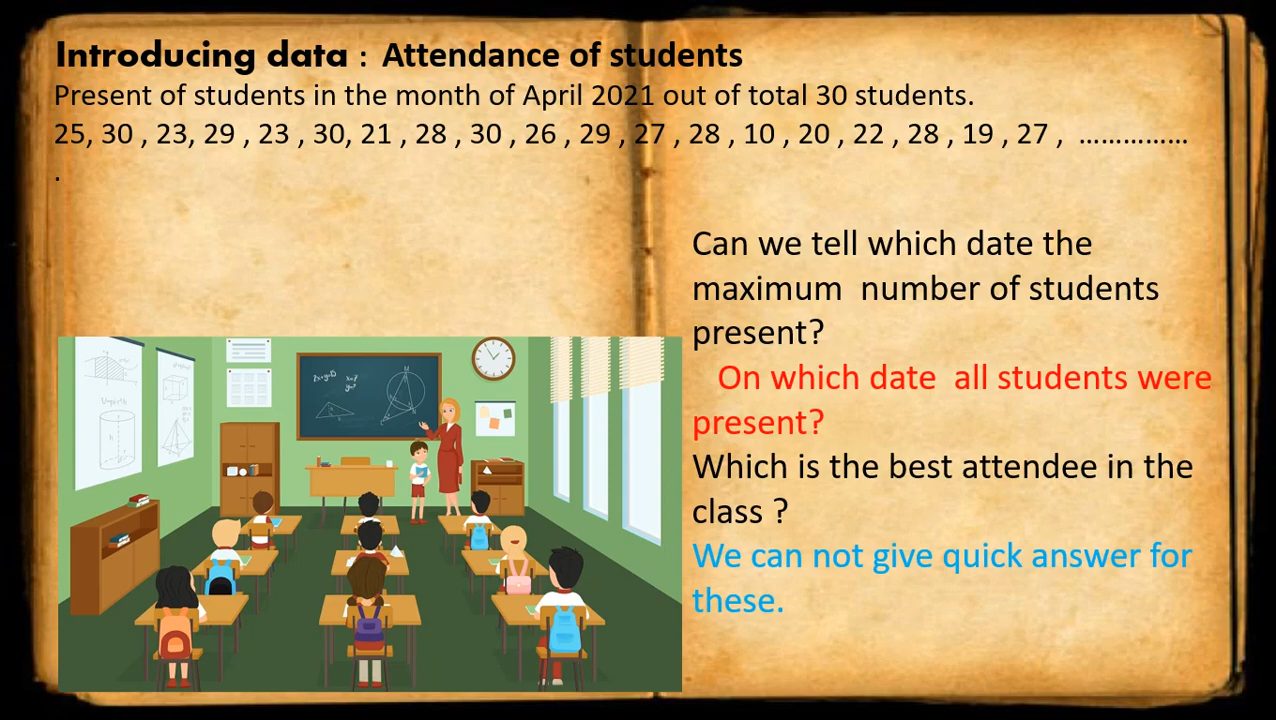 Introducing data : Attendance of students
Present of students in the month of April 2021 out of total 30 students.
25, 30 , 23, 29 , 23 , 30, 21 , 28 , 30 , 26 , 29 , 27 , 28 , 10 , 20 , 22 , 28 , 19 , 27 , ……………
.
Can we tell which date the
maximum number of students
present?
On which date all students were
present?
Which is the best attendee in the
class ?
We can not give quick answer for
these.